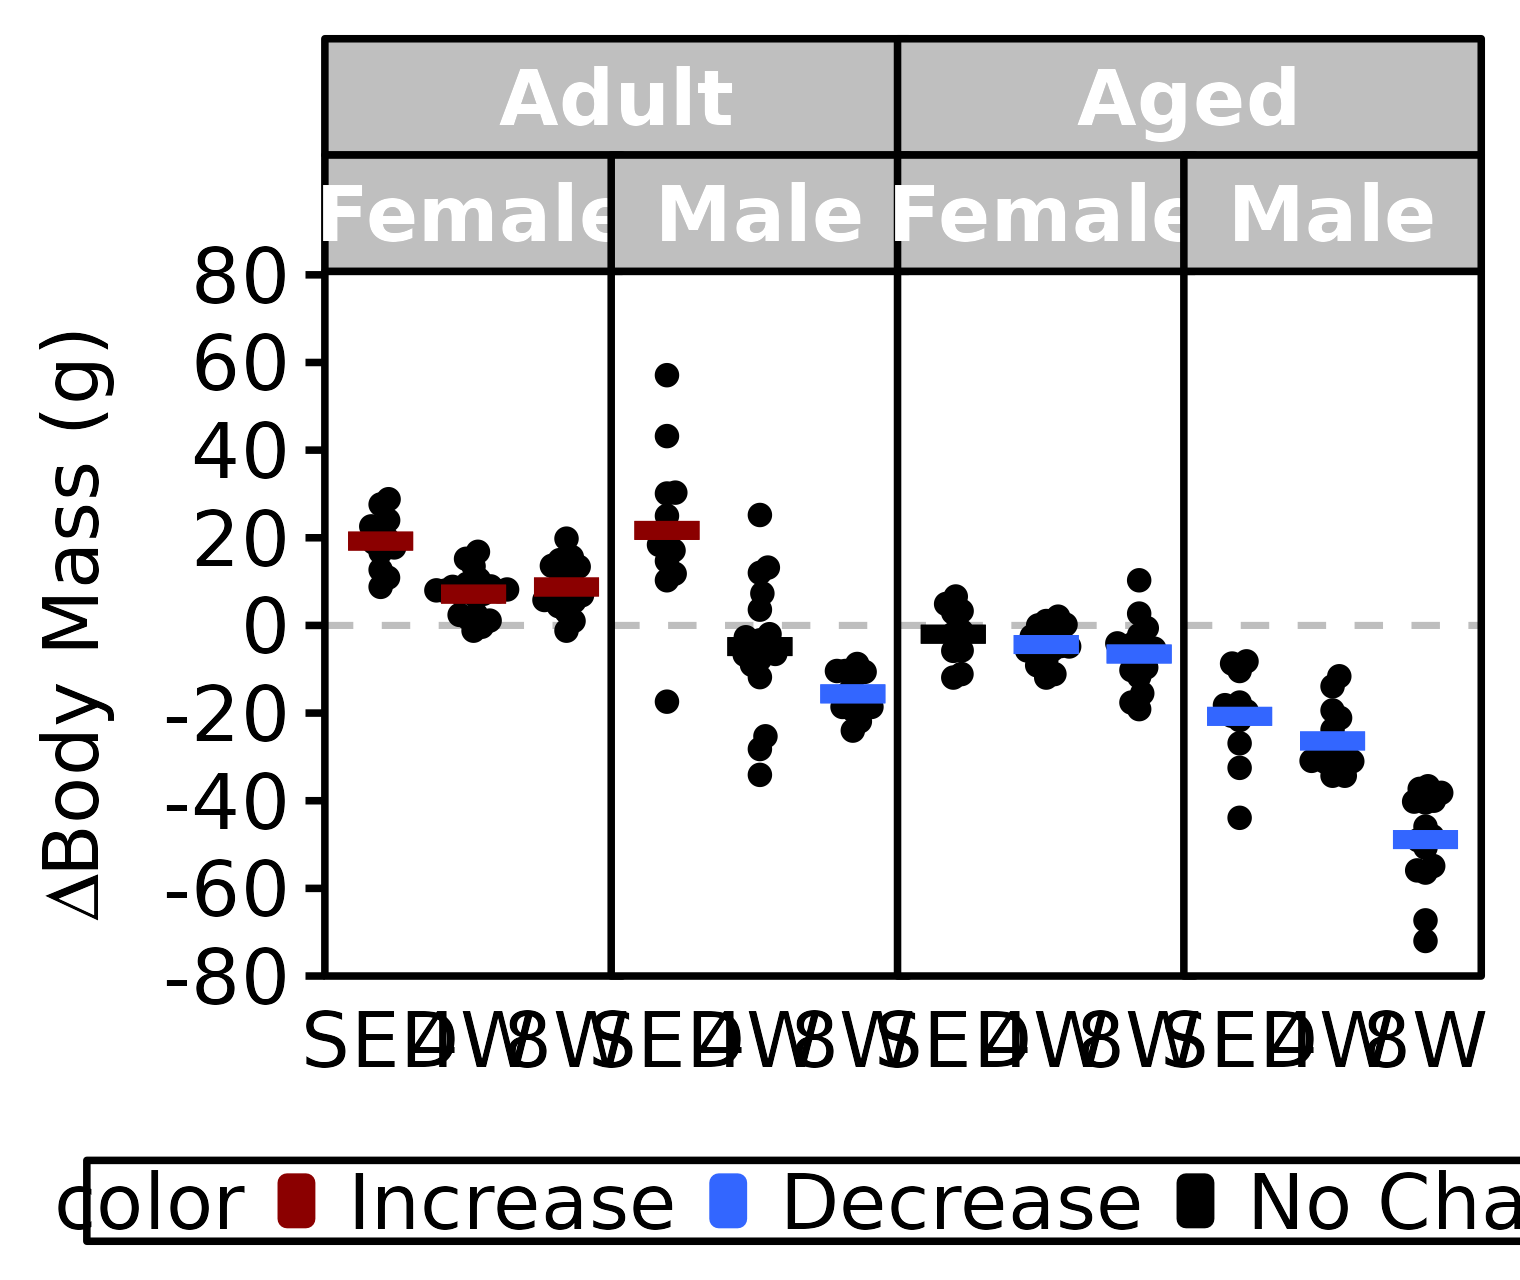 Adult Aged
Female Male Female Male
80
60
40
20
0
-20
-40
-60
-80
ΔBody Mass (g)
SED 4W 8W SED 4W 8W SED 4W 8W SED 4W 8W
color Increase Decrease No Cha